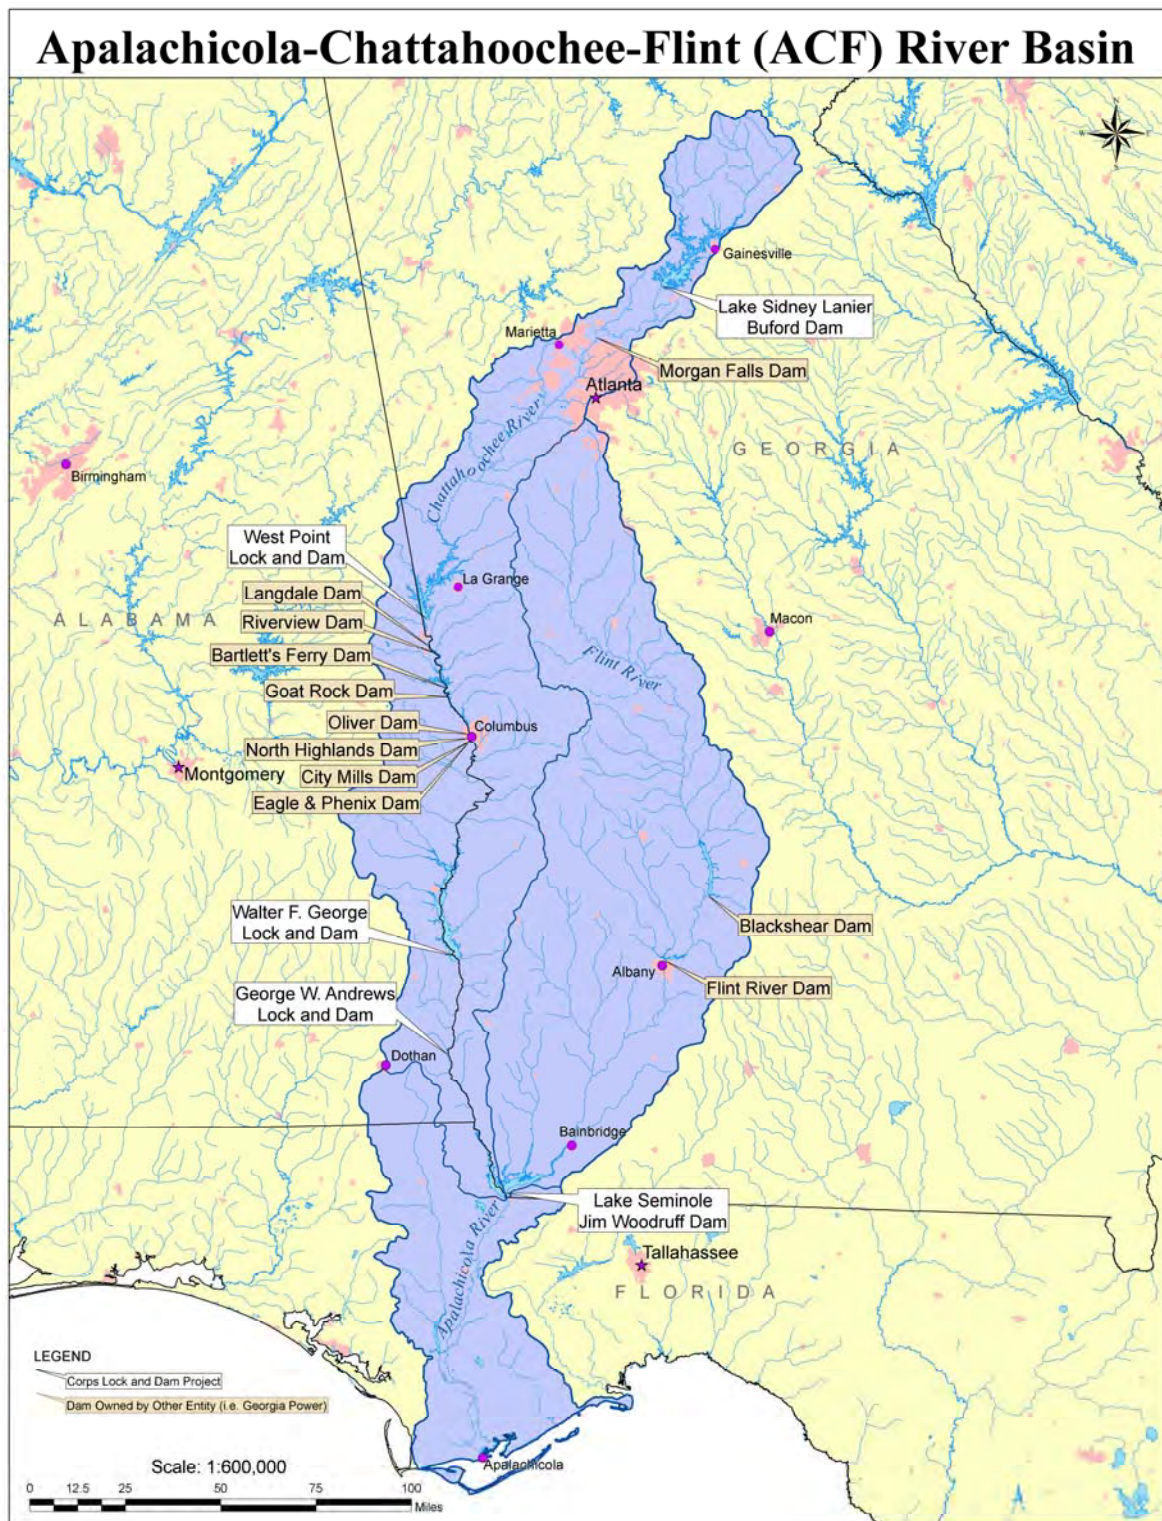 Apalachicola-Chattahoochee-Flint (ACF) River Basin
N
W
E
S
Gainesville
Lake Sidney Lanier
Buford Dam
Marietta
Morgan Falls Dam
Atlanta
Chattahoochee River
GEORGIA
Birmingham
West Point
Lock and Dam
La Grange
Langdale Dam
ALABAMA
Riverview Dam
Macon
Bartlett's Ferry Dam
Flint River
Goat Rock Dam
Oliver Dam
Columbus
North Highlands Dam
Montgomery
City Mills Dam
Eagle & Phenix Dam
Walter F. George
Lock and Dam
Blackshear Dam
Albany
Flint River Dam
George W. Andrews
Lock and Dam
Dothan
Bainbridge
Lake Seminole
Jim Woodruff Dam
Apalachicola River
Tallahassee
FLORIDA
LEGEND
Corps Lock and Dam Project
Dam Owned by Other Entity (i.e. Georgia Power)
Apalachicola
Scale: 1:600,000
0 12.5 25 50 75 100
Miles